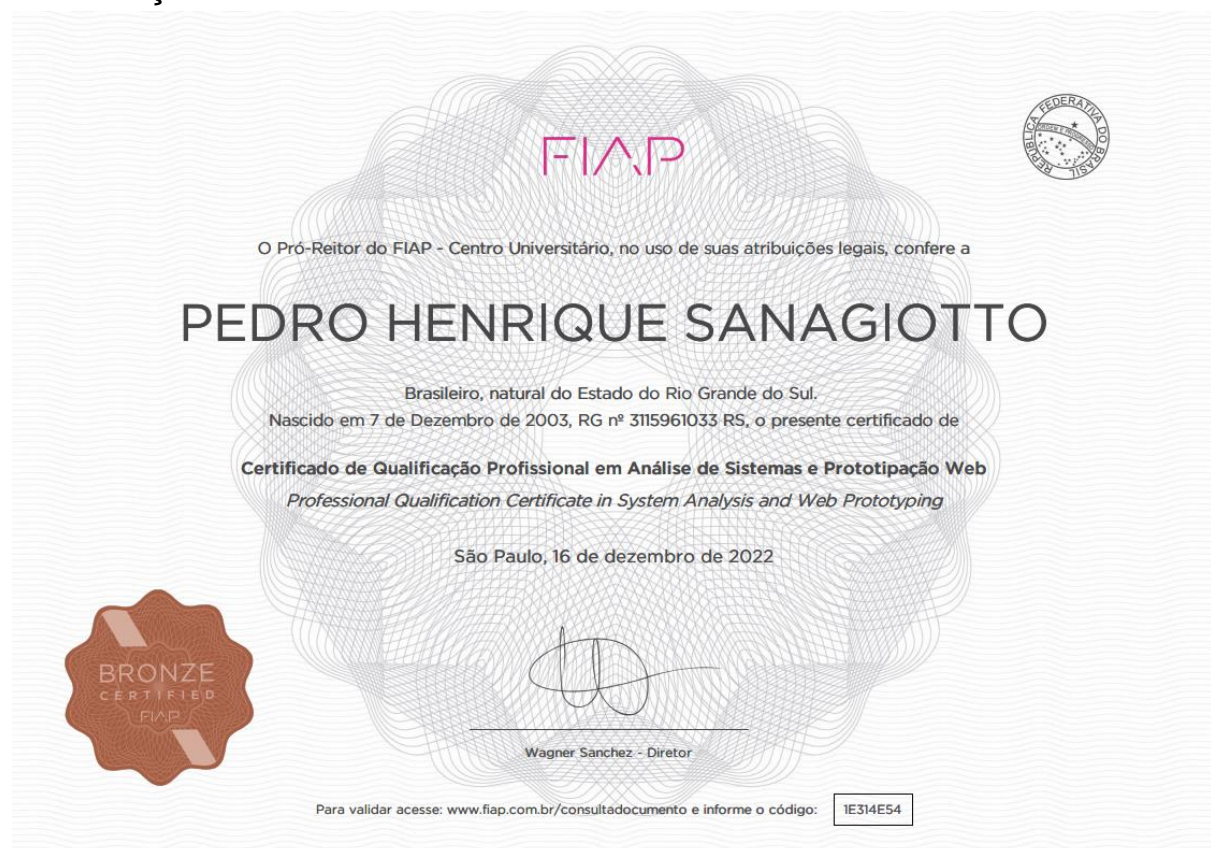 FIAP
REPÚBLICA FEDERATIVA DO BRASIL
ORDEM E PROGRESSO
O Pró-Reitor do FIAP - Centro Universitário, no uso de suas atribuições legais, confere a
PEDRO HENRIQUE SANAGIOTTO
Brasileiro, natural do Estado do Rio Grande do Sul.
Nascido em 7 de Dezembro de 2003, RG nº 3115961033 RS, o presente certificado de
Certificado de Qualificação Profissional em Análise de Sistemas e Prototipação Web
Professional Qualification Certificate in System Analysis and Web Prototyping
São Paulo, 16 de dezembro de 2022
BRONZE
CERTIFIED
FIAP
Wagner Sanchez - Diretor
Para validar acesse: www.fiap.com.br/consultadocumento e informe o código: 1E314E54